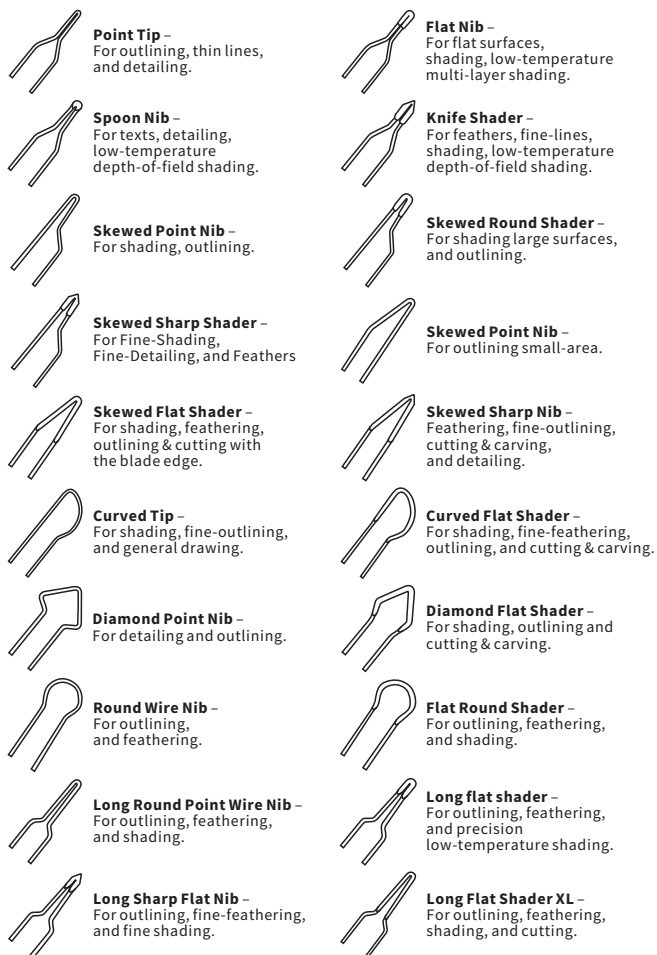 Point Tip –
For outlining, thin lines,
and detailing.
Flat Nib –
For flat surfaces,
shading, low-temperature
multi-layer shading.
Spoon Nib –
For texts, detailing,
low-temperature
depth-of-field shading.
Knife Shader –
For feathers, fine-lines,
shading, low-temperature
depth-of-field shading.
Skewed Point Nib –
For shading, outlining.
Skewed Round Shader –
For shading large surfaces,
and outlining.
Skewed Sharp Shader –
For Fine-Shading,
Fine-Detailing, and Feathers
Skewed Point Nib –
For outlining small-area.
Skewed Flat Shader –
For shading, feathering,
outlining & cutting with
the blade edge.
Skewed Sharp Nib –
Feathering, fine-outlining,
cutting & carving,
and detailing.
Curved Tip –
For shading, fine-outlining,
and general drawing.
Curved Flat Shader –
For shading, fine-feathering,
outlining, and cutting & carving.
Diamond Point Nib –
For detailing and outlining.
Diamond Flat Shader –
For shading, outlining and
cutting & carving.
Round Wire Nib –
For outlining,
and feathering.
Flat Round Shader –
For outlining, feathering,
and shading.
Long Round Point Wire Nib –
For outlining, feathering,
and shading.
Long flat shader –
For outlining, feathering,
and precision
low-temperature shading.
Long Sharp Flat Nib –
For outlining, fine-feathering,
and fine shading.
Long Flat Shader XL –
For outlining, feathering,
shading, and cutting.